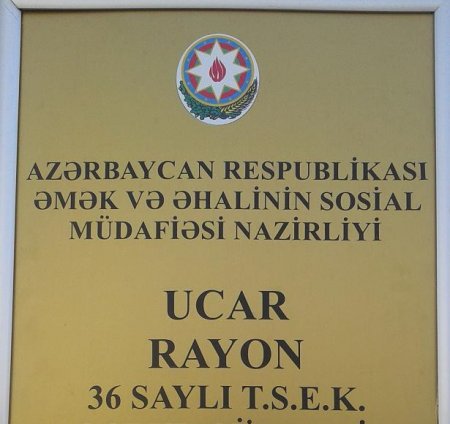 AZƏRBAYCAN RESPUBLİKASI
ƏMƏK VƏ ƏHALİNİN SOSİAL
MÜDAFİƏSİ NAZİRLİYİ
UCAR
RAYON
36 SAYLI T.S.E.K.